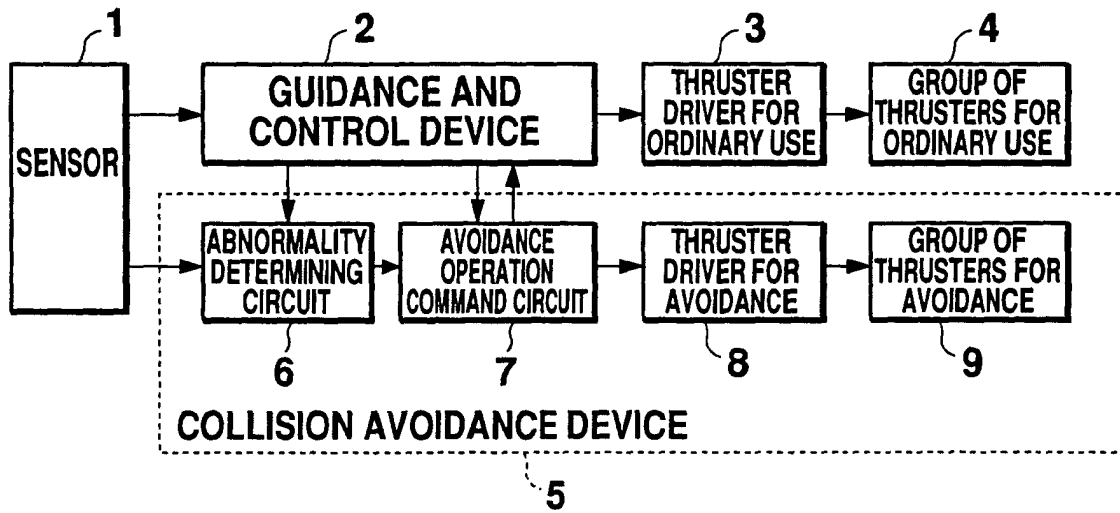 1
2
3
4
SENSOR
GUIDANCE AND
CONTROL DEVICE
THRUSTER
DRIVER FOR
ORDINARY USE
GROUP OF
THRUSTERS FOR
ORDINARY USE
ABNORMALITY
DETERMINING
CIRCUIT
AVOIDANCE
OPERATION
COMMAND CIRCUIT
THRUSTER
DRIVER FOR
AVOIDANCE
GROUP OF
THRUSTERS FOR
AVOIDANCE
6
7
8
9
COLLISION AVOIDANCE DEVICE
5